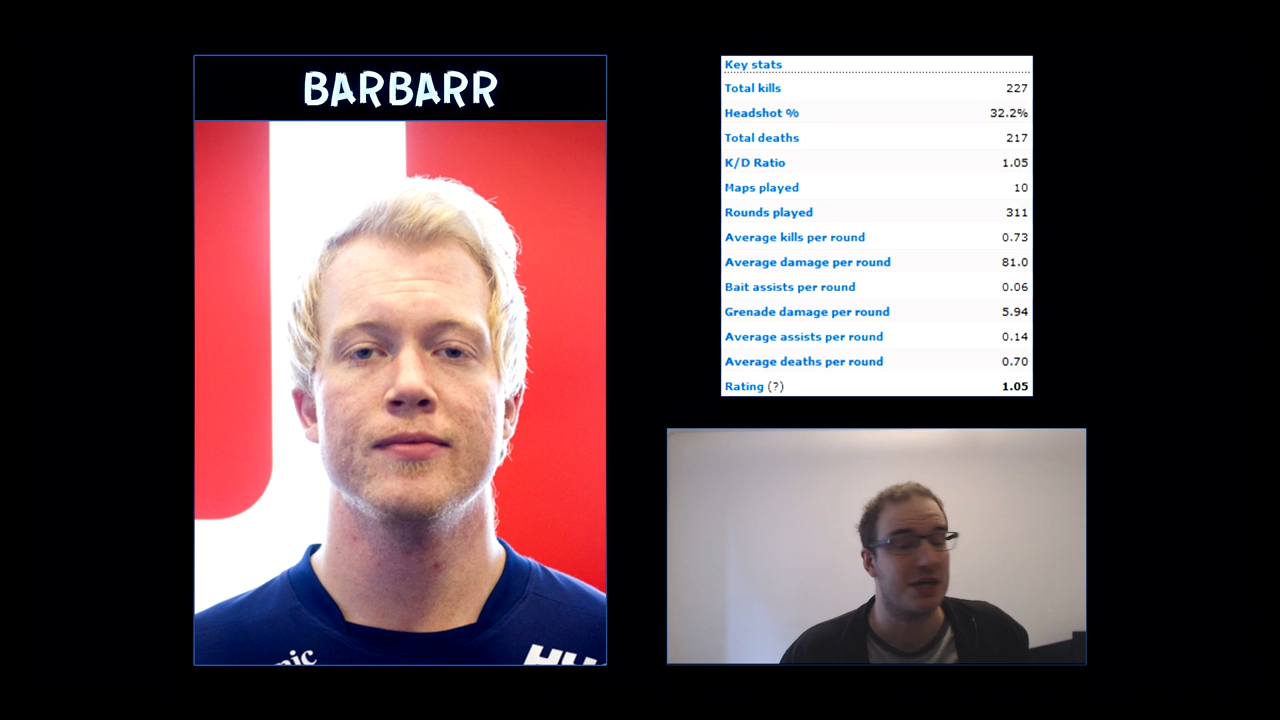 BARBARR
Key stats
Total kills 227
Headshot % 32.2%
Total deaths 217
K/D Ratio 1.05
Maps played 10
Rounds played 311
Average kills per round 0.73
Average damage per round 81.0
Bait assists per round 0.06
Grenade damage per round 5.94
Average assists per round 0.14
Average deaths per round 0.70
Rating (?) 1.05